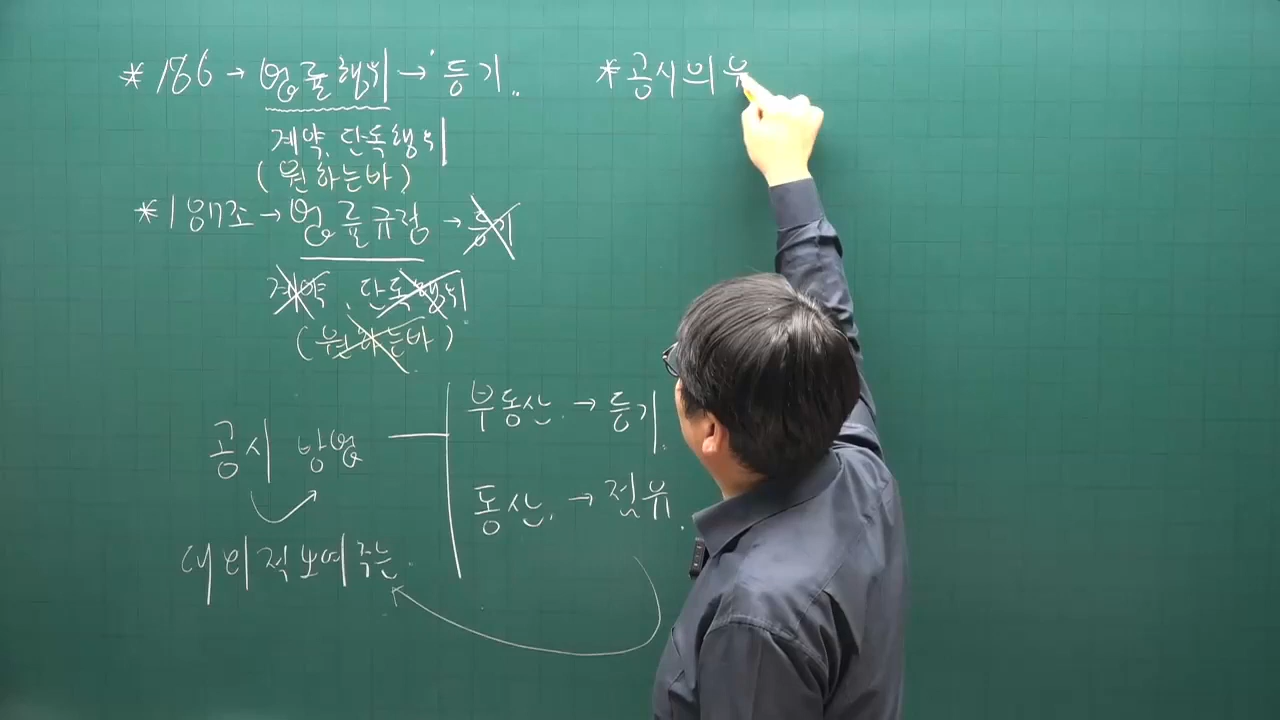 *186→법률행위→등기..
계약, 단독행위
(원하는바)
*187조→법률규정→등기
계약, 단독행위
(원하는바)
공시 방법
대외적 보여주는.
부동산.→등기.
동산.→점유.
*공시의